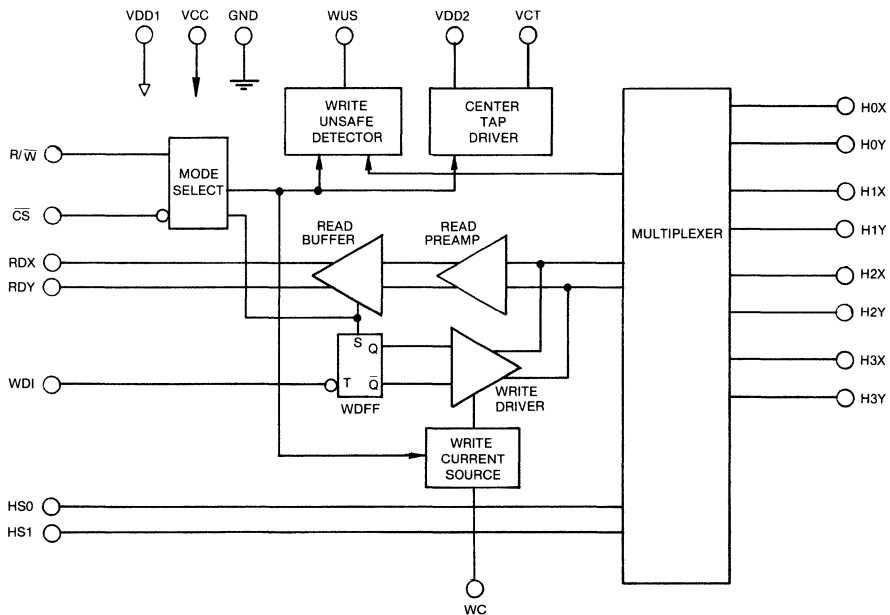 VDD1
VCC
GND
WUS
VDD2
VCT
WRITE
UNSAFE
DETECTOR
CENTER
TAP
DRIVER
H0X
H0Y
R/W̅
MODE
SELECT
C̅S̅
H1X
H1Y
MULTIPLEXER
READ
BUFFER
READ
PREAMP
RDX
RDY
H2X
H2Y
S
Q
T
Q̅
WDFF
WDI
WRITE
DRIVER
H3X
H3Y
WRITE
CURRENT
SOURCE
HS0
HS1
WC